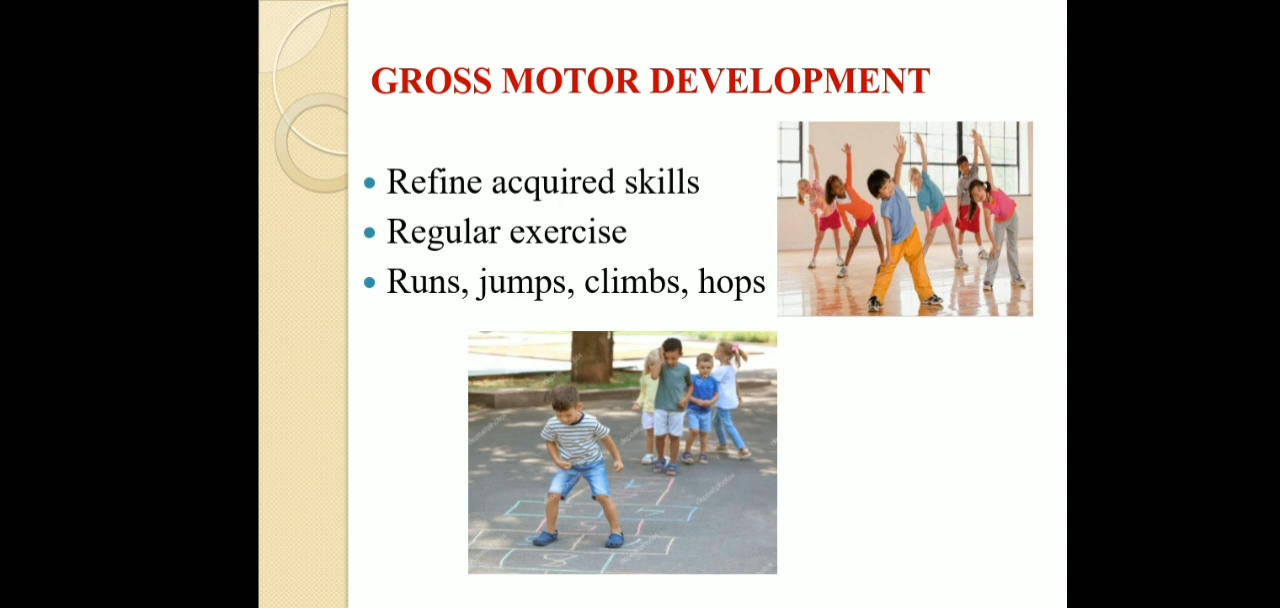 GROSS MOTOR DEVELOPMENT
Refine acquired skills
Regular exercise
Runs, jumps, climbs, hops